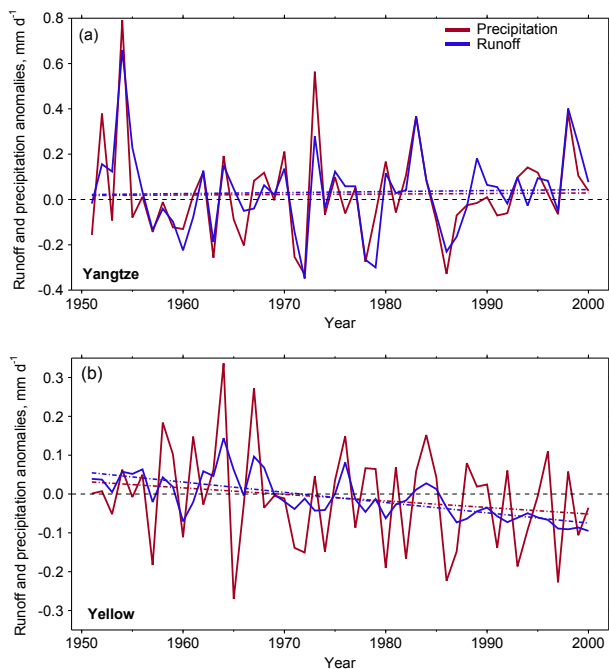 (a)
Precipitation
Runoff
Runoff and precipitation anomalies, mm d⁻¹
0.8
0.6
0.4
0.2
0.0
-0.2
-0.4
Yangtze
1950 1960 1970 1980 1990 2000
Year
(b)
Runoff and precipitation anomalies, mm d⁻¹
0.3
0.2
0.1
0.0
-0.1
-0.2
-0.3
Yellow
1950 1960 1970 1980 1990 2000
Year